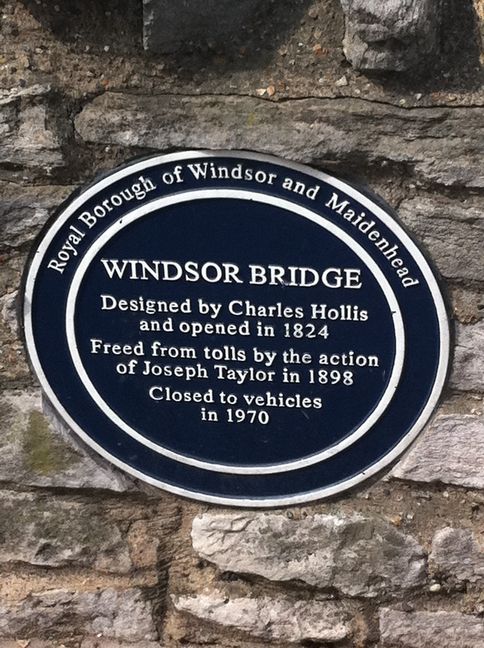 Royal Borough of Windsor and Maidenhead
WINDSOR BRIDGE
Designed by Charles Hollis
and opened in 1824
Freed from tolls by the action
of Joseph Taylor in 1898
Closed to vehicles
in 1970